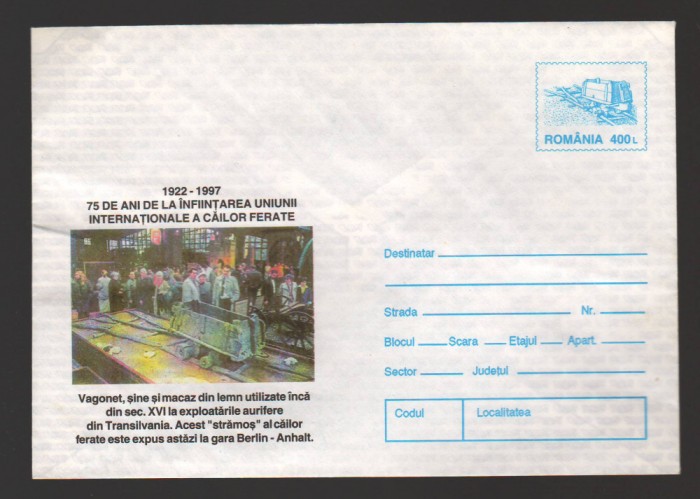 ROMÂNIA 400 L
1922 - 1997
75 DE ANI DE LA ÎNFIINȚAREA UNIUNII
INTERNAȚIONALE A CĂILOR FERATE
Vagonet, șine și macaz din lemn utilizate încă
din sec. XVI la exploatările aurifere
din Transilvania. Acest "strămoș" al căilor
ferate este expus astăzi la gara Berlin - Anhalt.
Destinatar
Strada Nr.
Blocul Scara Etajul Apart.
Sector Județul
Codul Localitatea